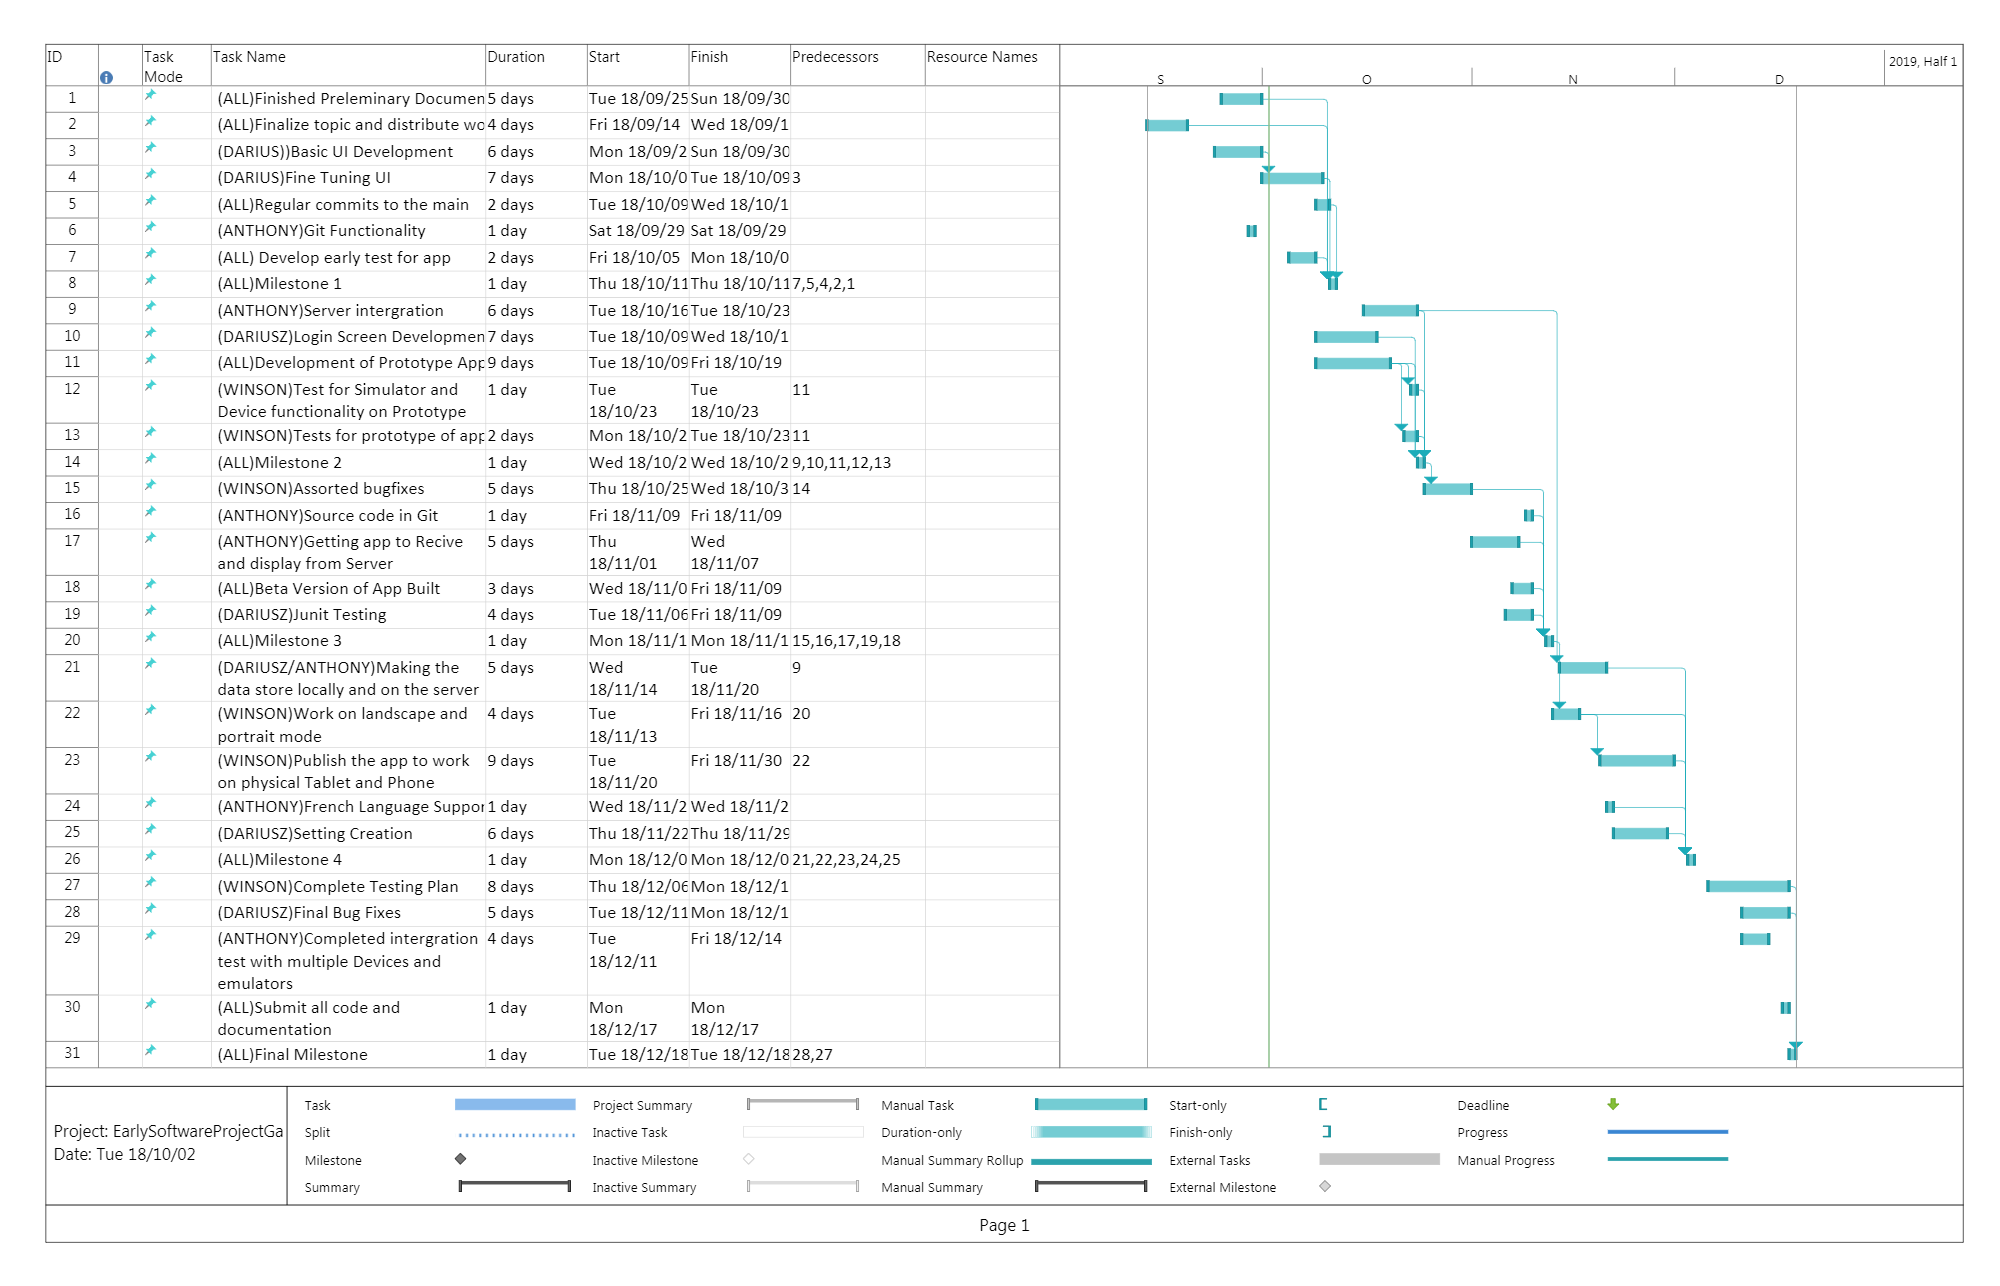 ID Task Mode Task Name Duration Start Finish Predecessors Resource Names
S O N D 2019, Half 1
1 (ALL)Finished Preleminary Documen 5 days Tue 18/09/25 Sun 18/09/30
2 (ALL)Finalize topic and distribute wo 4 days Fri 18/09/14 Wed 18/09/1
3 (DARIUS))Basic UI Development 6 days Mon 18/09/2 Sun 18/09/30
4 (DARIUS)Fine Tuning UI 7 days Mon 18/10/0 Tue 18/10/09 3
5 (ALL)Regular commits to the main 2 days Tue 18/10/09 Wed 18/10/1
6 (ANTHONY)Git Functionality 1 day Sat 18/09/29 Sat 18/09/29
7 (ALL) Develop early test for app 2 days Fri 18/10/05 Mon 18/10/0
8 (ALL)Milestone 1 1 day Thu 18/10/11 Thu 18/10/11 7,5,4,2,1
9 (ANTHONY)Server intergration 6 days Tue 18/10/16 Tue 18/10/23
10 (DARIUSZ)Login Screen Developmen 7 days Tue 18/10/09 Wed 18/10/1
11 (ALL)Development of Prototype App 9 days Tue 18/10/09 Fri 18/10/19
12 (WINSON)Test for Simulator and 1 day Tue Tue 11
Device functionality on Prototype 18/10/23 18/10/23
13 (WINSON)Tests for prototype of app 2 days Mon 18/10/2 Tue 18/10/23 11
14 (ALL)Milestone 2 1 day Wed 18/10/2 Wed 18/10/2 9,10,11,12,13
15 (WINSON)Assorted bugfixes 5 days Thu 18/10/25 Wed 18/10/3 14
16 (ANTHONY)Source code in Git 1 day Fri 18/11/09 Fri 18/11/09
17 (ANTHONY)Getting app to Recive 5 days Thu Wed
and display from Server 18/11/01 18/11/07
18 (ALL)Beta Version of App Built 3 days Wed 18/11/0 Fri 18/11/09
19 (DARIUSZ)Junit Testing 4 days Tue 18/11/06 Fri 18/11/09
20 (ALL)Milestone 3 1 day Mon 18/11/1 Mon 18/11/1 15,16,17,19,18
21 (DARIUSZ/ANTHONY)Making the 5 days Wed Tue 9
data store locally and on the server 18/11/14 18/11/20
22 (WINSON)Work on landscape and 4 days Tue Fri 18/11/16 20
portrait mode 18/11/13
23 (WINSON)Publish the app to work 9 days Tue Fri 18/11/30 22
on physical Tablet and Phone 18/11/20
24 (ANTHONY)French Language Suppor 1 day Wed 18/11/2 Wed 18/11/2
25 (DARIUSZ)Setting Creation 6 days Thu 18/11/22 Thu 18/11/29
26 (ALL)Milestone 4 1 day Mon 18/12/0 Mon 18/12/0 21,22,23,24,25
27 (WINSON)Complete Testing Plan 8 days Thu 18/12/06 Mon 18/12/1
28 (DARIUSZ)Final Bug Fixes 5 days Tue 18/12/11 Mon 18/12/1
29 (ANTHONY)Completed intergration 4 days Tue Fri 18/12/14
test with multiple Devices and 18/12/11
emulators
30 (ALL)Submit all code and 1 day Mon Mon
documentation 18/12/17 18/12/17
31 (ALL)Final Milestone 1 day Tue 18/12/18 Tue 18/12/18 28,27
Project: EarlySoftwareProjectGa
Date: Tue 18/10/02
Task Project Summary Manual Task Start-only Deadline
Split Inactive Task Duration-only Finish-only Progress
Milestone Inactive Milestone Manual Summary Rollup External Tasks Manual Progress
Summary Inactive Summary Manual Summary External Milestone
Page 1